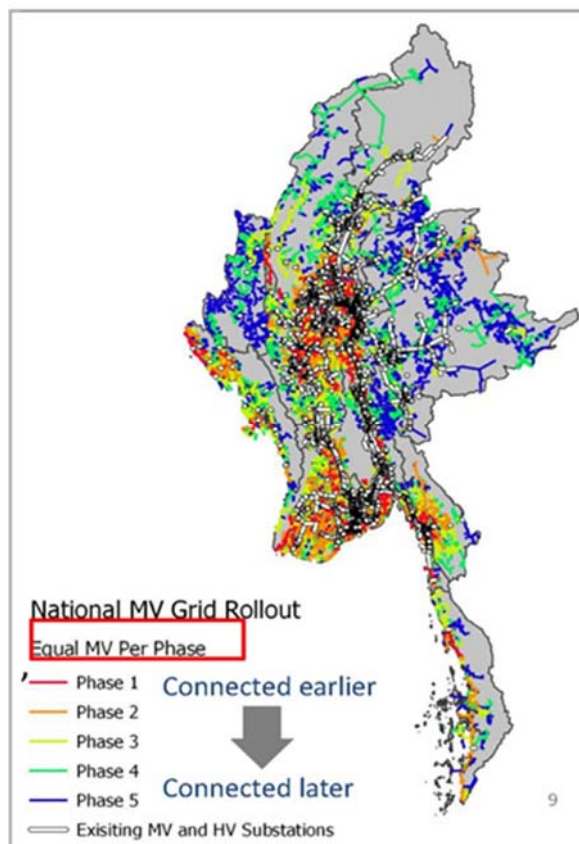 National MV Grid Rollout
Equal MV Per Phase
Phase 1
Phase 2
Phase 3
Phase 4
Phase 5
Exisiting MV and HV Substations
Connected earlier
Connected later
9